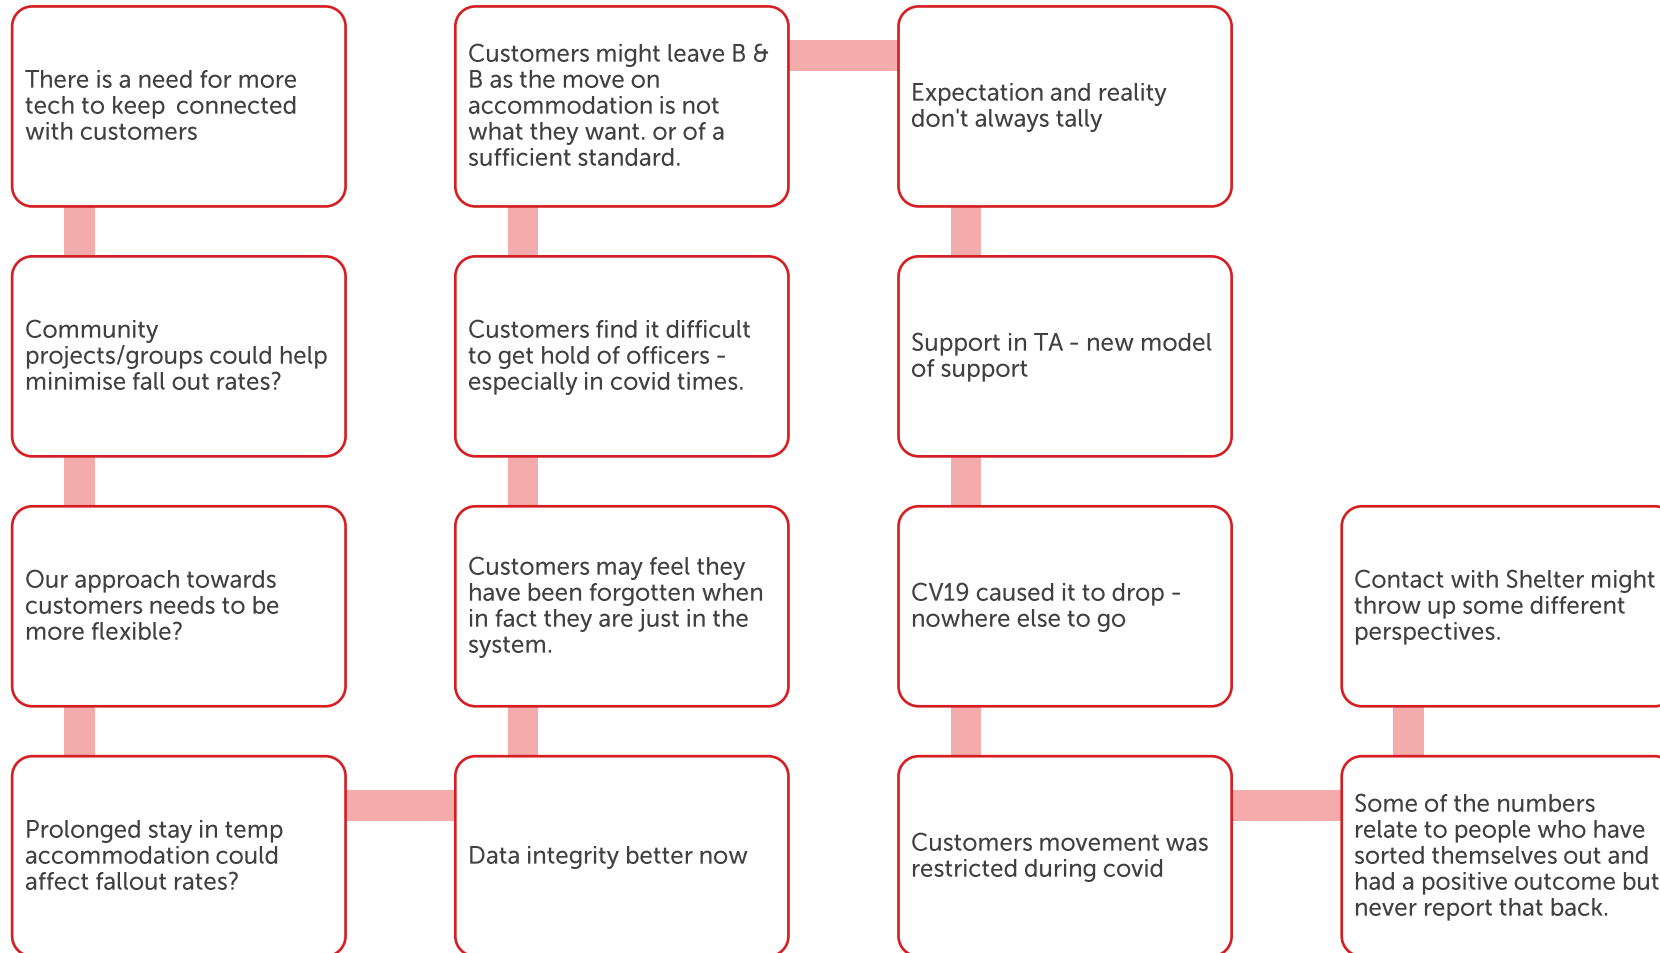 There is a need for more
tech to keep  connected
with customers
Community
projects/groups could help
minimise fall out rates?
Our approach towards
customers needs to be
more flexible?
Prolonged stay in temp
accommodation could
affect fallout rates?
Data integrity better now
Customers may feel they
have been forgotten when
in fact they are just in the
system.
Customers find it difficult
to get hold of officers -
especially in covid times.
Customers might leave B &
B as the move on
accommodation is not
what they want. or of a
sufficient standard.
Expectation and reality
don't always tally
Support in TA - new model
of support
CV19 caused it to drop -
nowhere else to go
Customers movement was
restricted during covid
Some of the numbers
relate to people who have
sorted themselves out and
had a positive outcome but
never report that back.
Contact with Shelter might
throw up some different
perspectives.